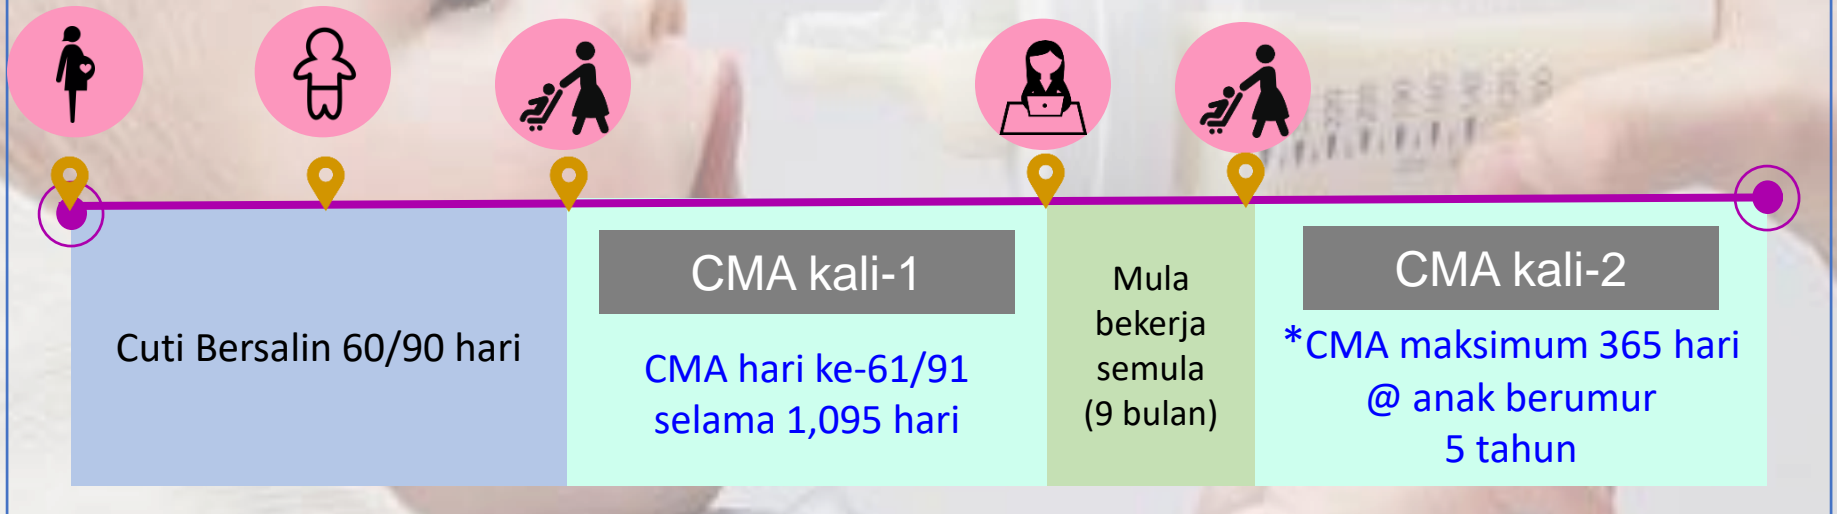 Cuti Bersalin 60/90 hari
CMA kali-1
CMA hari ke-61/91
selama 1,095 hari
Mula
bekerja
semula
(9 bulan)
CMA kali-2
*CMA maksimum 365 hari
@ anak berumur
5 tahun